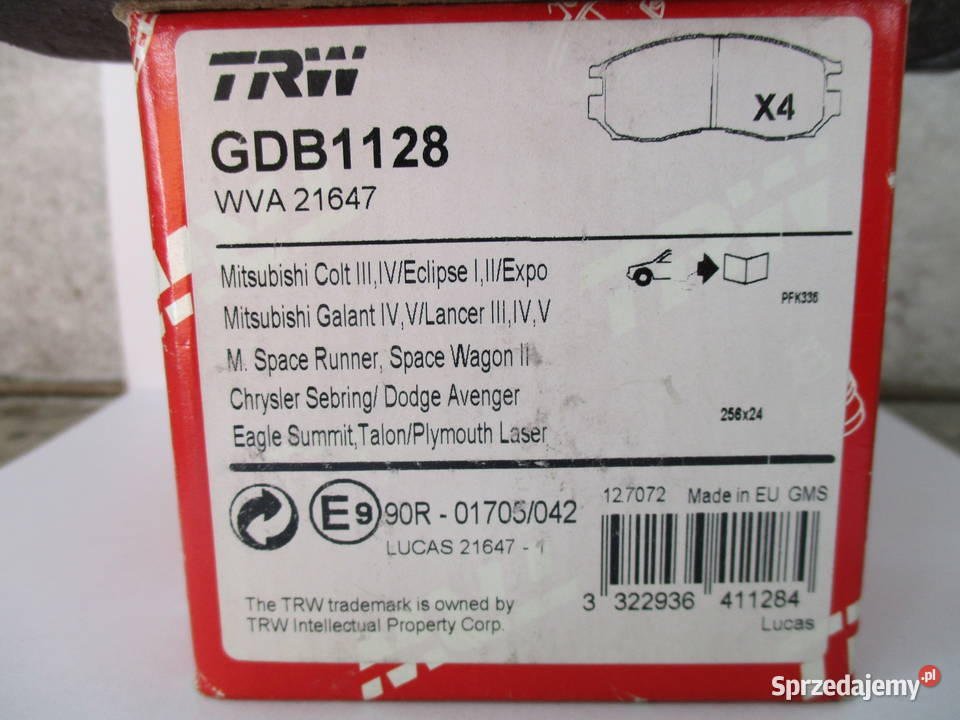 TRW
X4
GDB1128
WVA 21647
Mitsubishi Colt III,IV/Eclipse I,II/Expo
Mitsubishi Galant IV,V/Lancer III,IV,V
M. Space Runner, Space Wagon II
Chrysler Sebring/ Dodge Avenger
Eagle Summit,Talon/Plymouth Laser
PFK336
256x24
E9 90R - 01705/042
LUCAS 21647 - 1
127072 Made in EU GMS
3 322936 411284
Lucas
The TRW trademark is owned by
TRW Intellectual Property Corp.
Sprzedajemy.pl